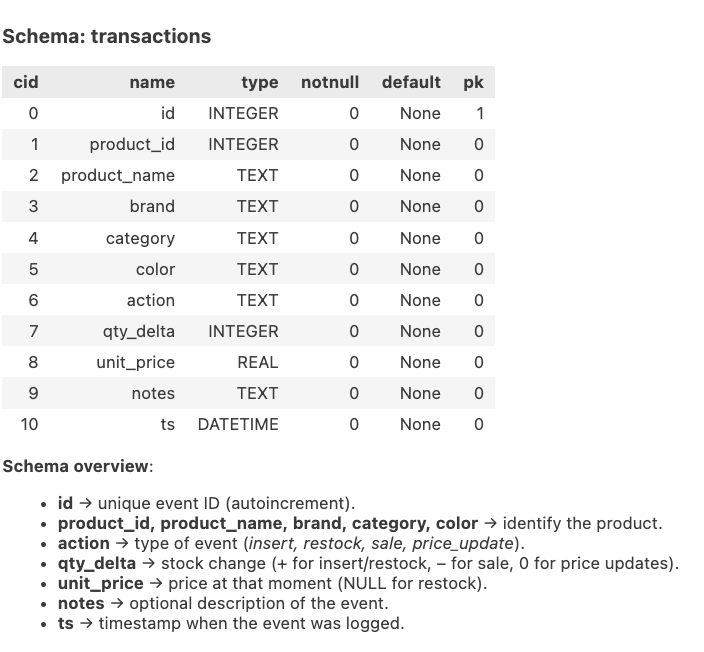 Schema: transactions
cid name type notnull default pk
0 id INTEGER 0 None 1
1 product_id INTEGER 0 None 0
2 product_name TEXT 0 None 0
3 brand TEXT 0 None 0
4 category TEXT 0 None 0
5 color TEXT 0 None 0
6 action TEXT 0 None 0
7 qty_delta INTEGER 0 None 0
8 unit_price REAL 0 None 0
9 notes TEXT 0 None 0
10 ts DATETIME 0 None 0
Schema overview:
• id → unique event ID (autoincrement).
• product_id, product_name, brand, category, color → identify the product.
• action → type of event (insert, restock, sale, price_update).
• qty_delta → stock change (+ for insert/restock, – for sale, 0 for price updates).
• unit_price → price at that moment (NULL for restock).
• notes → optional description of the event.
• ts → timestamp when the event was logged.